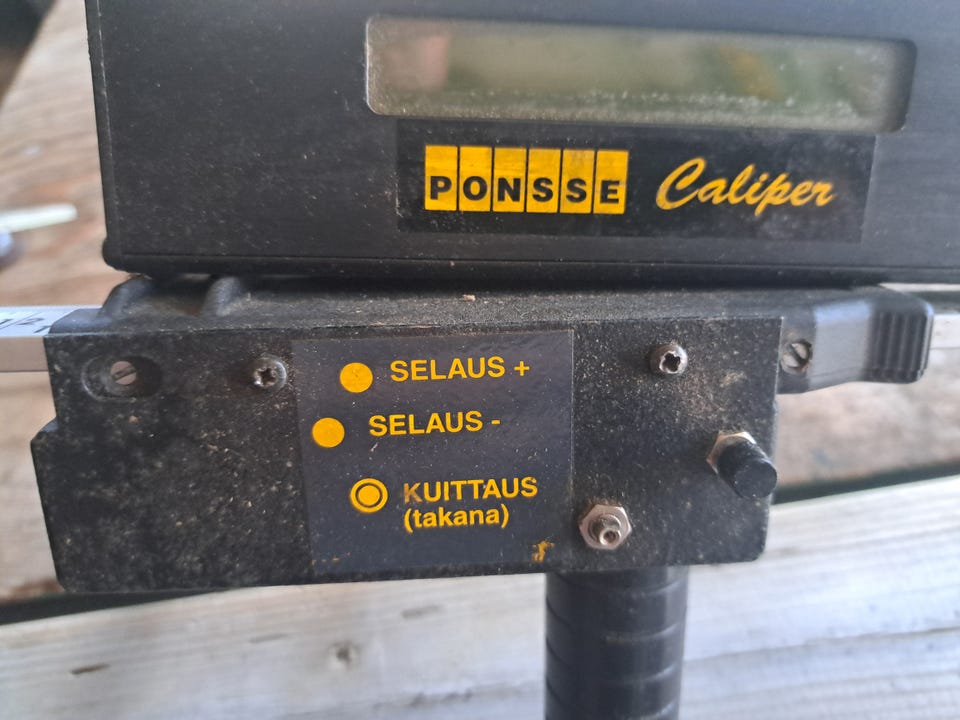 PONSSE Caliper
SELAUS +
SELAUS -
KUITTAUS
(takana)